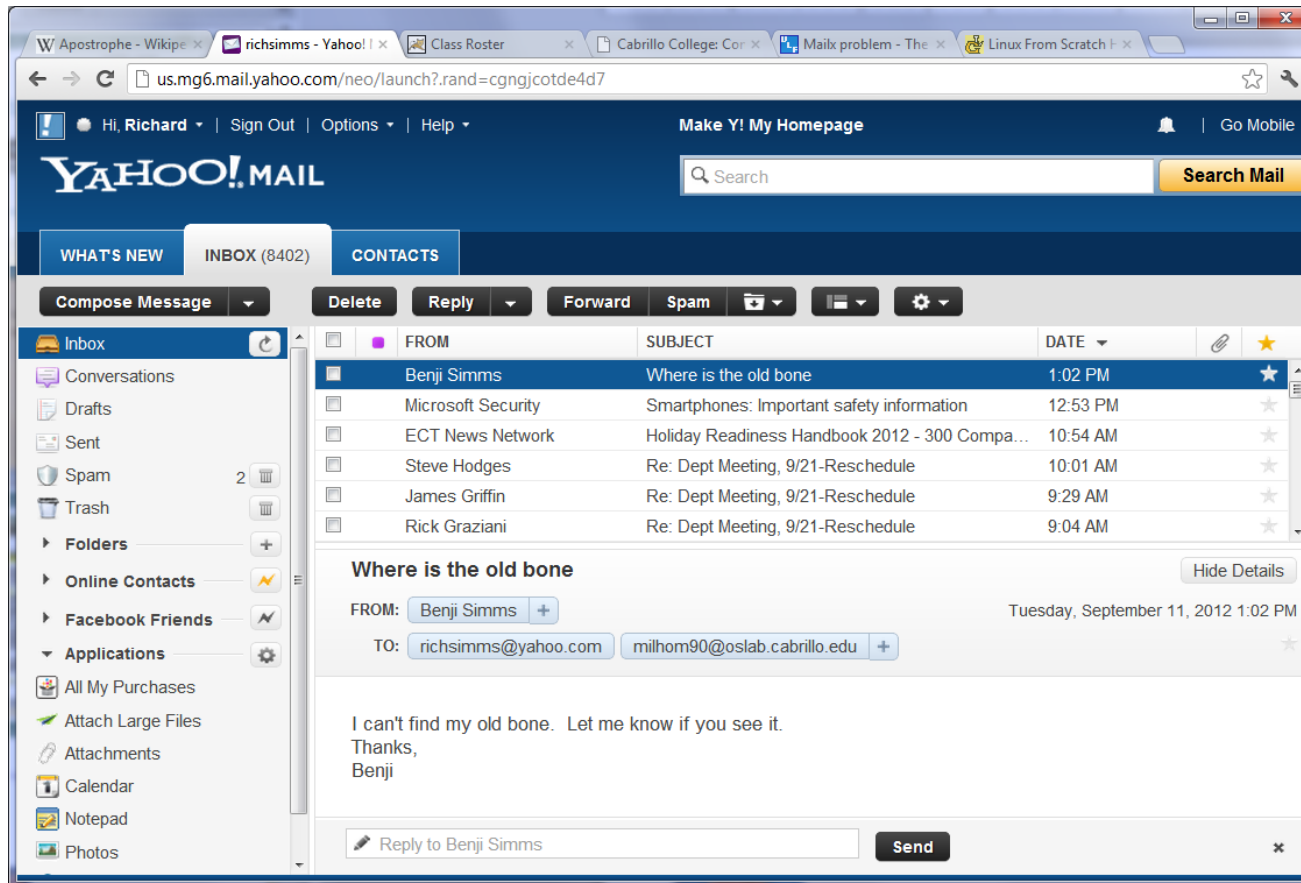 Apostrophe - Wikipe
richsimms - Yahoo!
Class Roster
Cabrillo College: Cor
Mailx problem - The
Linux From Scratch
us.mg6.mail.yahoo.com/neo/launch?.rand=cgngjcotde4d7
Hi, Richard | Sign Out | Options | Help
Make Y! My Homepage
| Go Mobile
YAHOO! MAIL
Search
Search Mail
WHAT'S NEW
INBOX (8402)
CONTACTS
Compose Message
Delete
Reply
Forward
Spam
Inbox
Conversations
Drafts
Sent
Spam 2
Trash
Folders
Online Contacts
Facebook Friends
Applications
All My Purchases
Attach Large Files
Attachments
Calendar
Notepad
Photos
FROM SUBJECT DATE
Benji Simms Where is the old bone 1:02 PM
Microsoft Security Smartphones: Important safety information 12:53 PM
ECT News Network Holiday Readiness Handbook 2012 - 300 Compa... 10:54 AM
Steve Hodges Re: Dept Meeting, 9/21-Reschedule 10:01 AM
James Griffin Re: Dept Meeting, 9/21-Reschedule 9:29 AM
Rick Graziani Re: Dept Meeting, 9/21-Reschedule 9:04 AM
Where is the old bone
Hide Details
FROM: Benji Simms +
Tuesday, September 11, 2012 1:02 PM
TO: richsimms@yahoo.com milhom90@oslab.cabrillo.edu +
I can't find my old bone. Let me know if you see it.
Thanks,
Benji
Reply to Benji Simms
Send